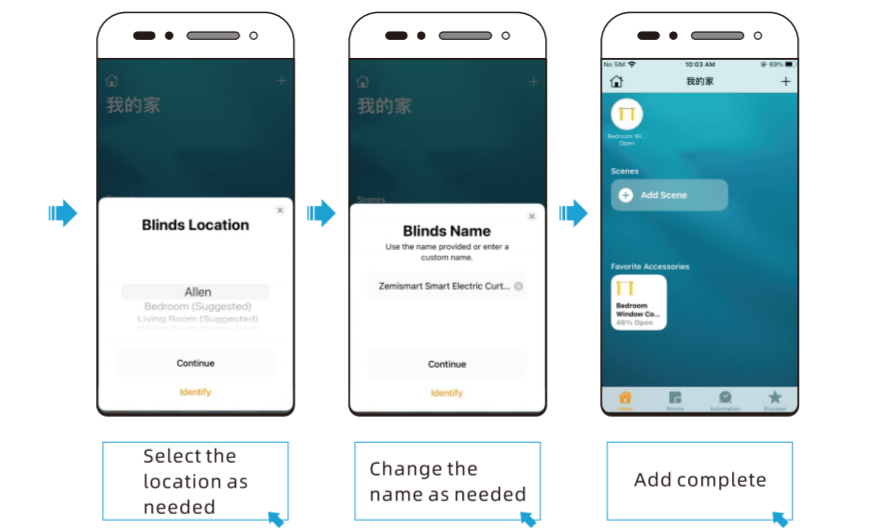 我的家
Blinds Location
Allen
Bedroom (Suggested)
Living Room (Suggested)
Continue
Identify
Select the
location as
needed
我的家
Scenes
Blinds Name
Use the name provided or enter a
custom name.
Zemismart Smart Electric Curt...
Continue
Identify
Change the
name as needed
No SIM 10:03 AM 69%
我的家
Bedroom Wi...
Open
Scenes
Add Scene
Favorite Accessories
Bedroom
Window Co...
46% Open
Home Rooms Automation Discover
Add complete